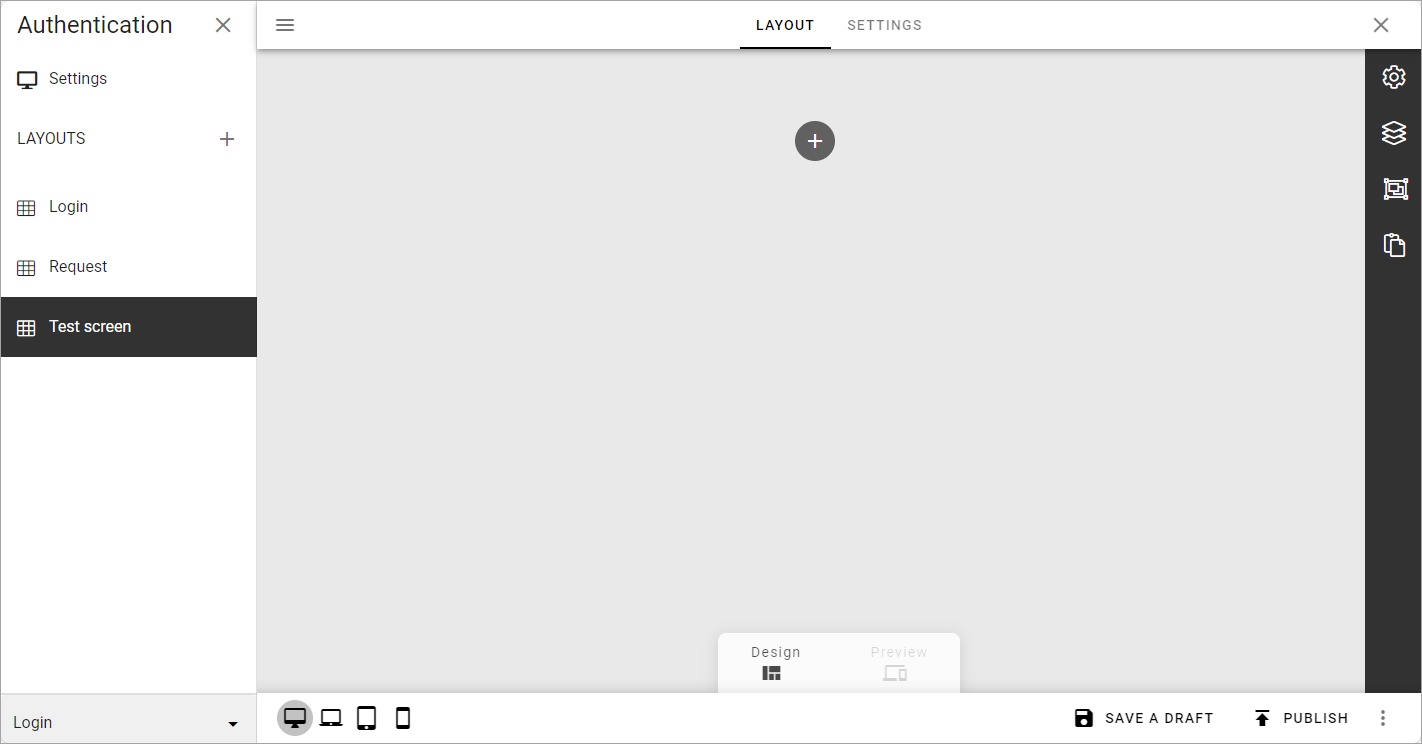 Authentication
LAYOUT
SETTINGS
Settings
LAYOUTS
Login
Request
Test screen
Design
Preview
Login
SAVE A DRAFT
PUBLISH